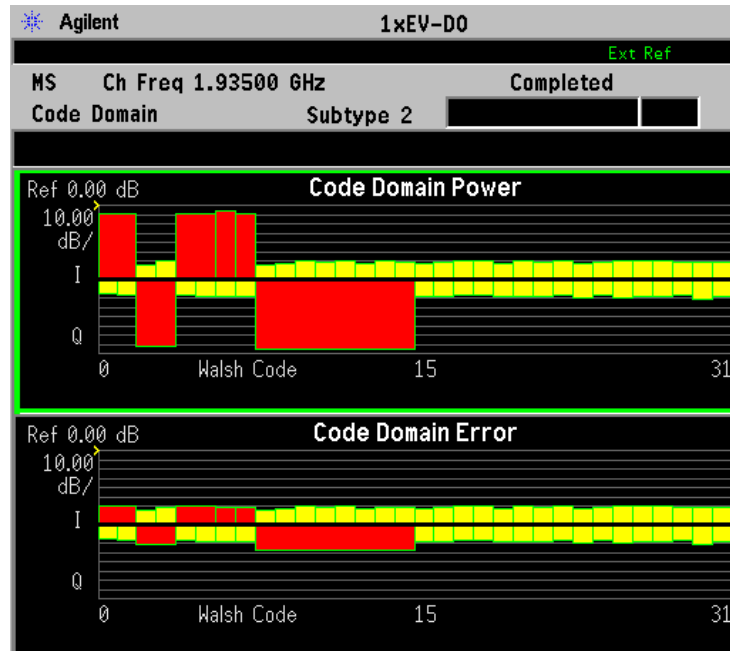 Agilent 1xEV-DO
Ext Ref
MS Ch Freq 1.93500 GHz Completed
Code Domain Subtype 2
Ref 0.00 dB Code Domain Power
10.00
dB/
I
Q
0 Walsh Code 15 31
Ref 0.00 dB Code Domain Error
10.00
dB/
I
Q
0 Walsh Code 15 31